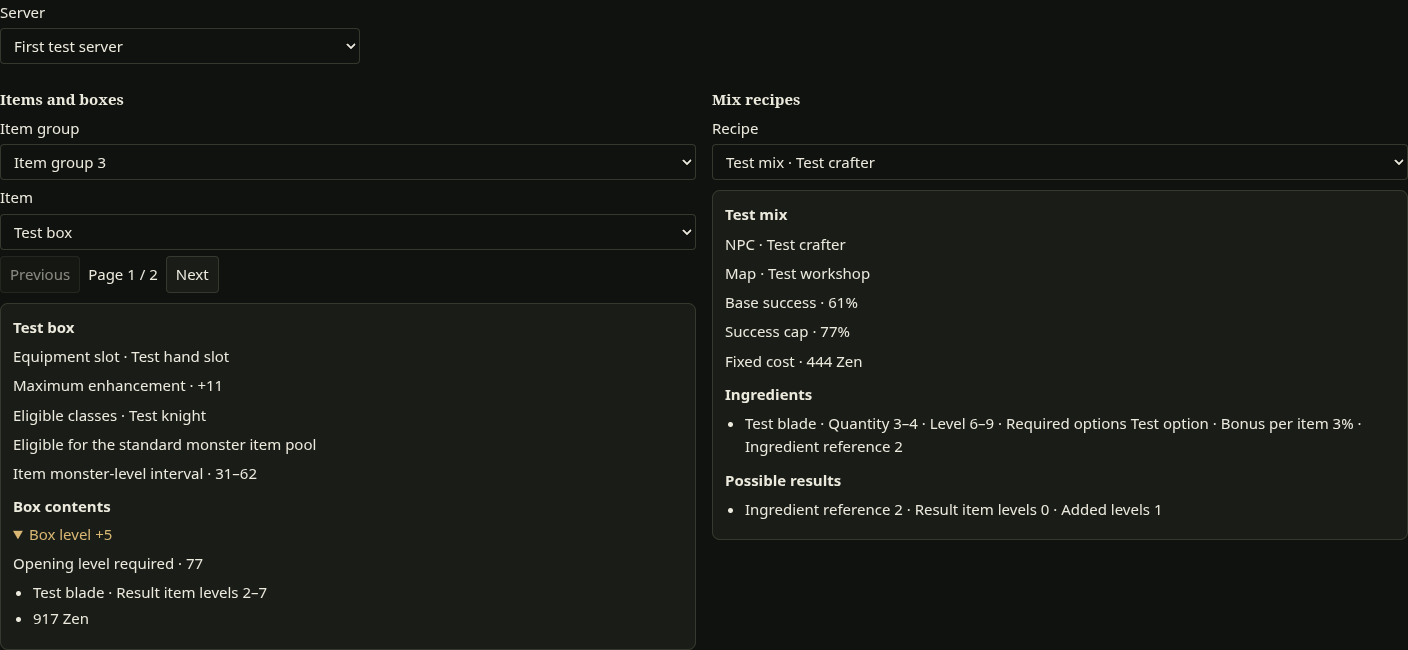 Server
First test server
Items and boxes
Item group
Item group 3
Item
Test box
Previous
Page 1 / 2
Next
Test box
Equipment slot · Test hand slot
Maximum enhancement · +11
Eligible classes · Test knight
Eligible for the standard monster item pool
Item monster-level interval · 31–62
Box contents
▼ Box level +5
Opening level required · 77
• Test blade · Result item levels 2–7
• 917 Zen
Mix recipes
Recipe
Test mix · Test crafter
Test mix
NPC · Test crafter
Map · Test workshop
Base success · 61%
Success cap · 77%
Fixed cost · 444 Zen
Ingredients
• Test blade · Quantity 3–4 · Level 6–9 · Required options Test option · Bonus per item 3% ·
Ingredient reference 2
Possible results
• Ingredient reference 2 · Result item levels 0 · Added levels 1